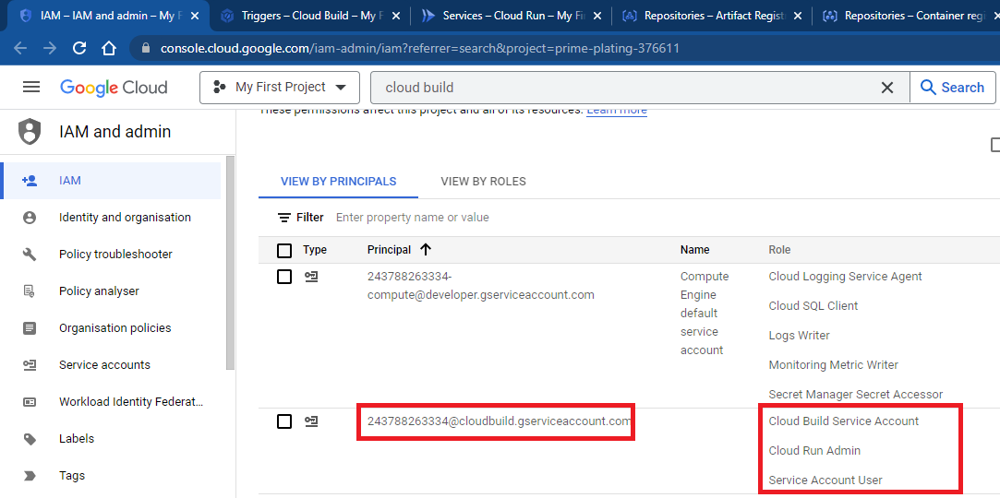 IAM – IAM and admin – My F
Triggers – Cloud Build – My F
Services – Cloud Run – My Fi
Repositories – Artifact Regist
Repositories – Container regi
console.cloud.google.com/iam-admin/iam?referrer=search&project=prime-plating-376611
Google Cloud
My First Project
cloud build
Search
IAM and admin
These permissions affect this project and all of its resources. Learn more
IAM
Identity and organisation
Policy troubleshooter
Policy analyser
Organisation policies
Service accounts
Workload Identity Federat...
Labels
Tags
VIEW BY PRINCIPALS
VIEW BY ROLES
Filter Enter property name or value
Type Principal Name Role
243788263334-
compute@developer.gserviceaccount.com
Compute
Engine
default
service
account
Cloud Logging Service Agent
Cloud SQL Client
Logs Writer
Monitoring Metric Writer
Secret Manager Secret Accessor
243788263334@cloudbuild.gserviceaccount.com
Cloud Build Service Account
Cloud Run Admin
Service Account User